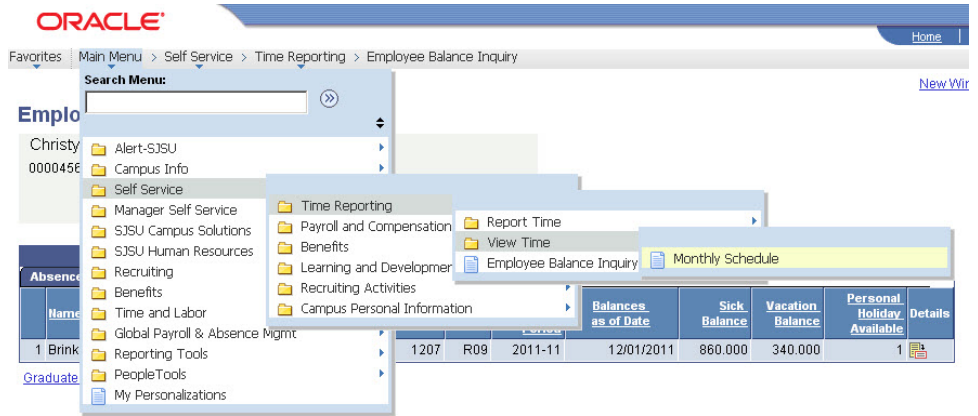 ORACLE®
Home
Favorites Main Menu > Self Service > Time Reporting > Employee Balance Inquiry
Search Menu:
New Win
Emplo
Christy
0000456
Alert-SJSU
Campus Info
Self Service
Manager Self Service
SJSU Campus Solutions
SJSU Human Resources
Recruiting
Benefits
Time and Labor
Global Payroll & Absence Mgmt
Reporting Tools
PeopleTools
My Personalizations
Time Reporting
Payroll and Compensation
Benefits
Learning and Developmen
Recruiting Activities
Campus Personal Information
Report Time
View Time
Employee Balance Inquiry
Monthly Schedule
Absence
Name Period Balances as of Date Sick Balance Vacation Balance Personal Holiday Available Details
1 Brink 1207 R09 2011-11 12/01/2011 860.000 340.000 1
Graduate